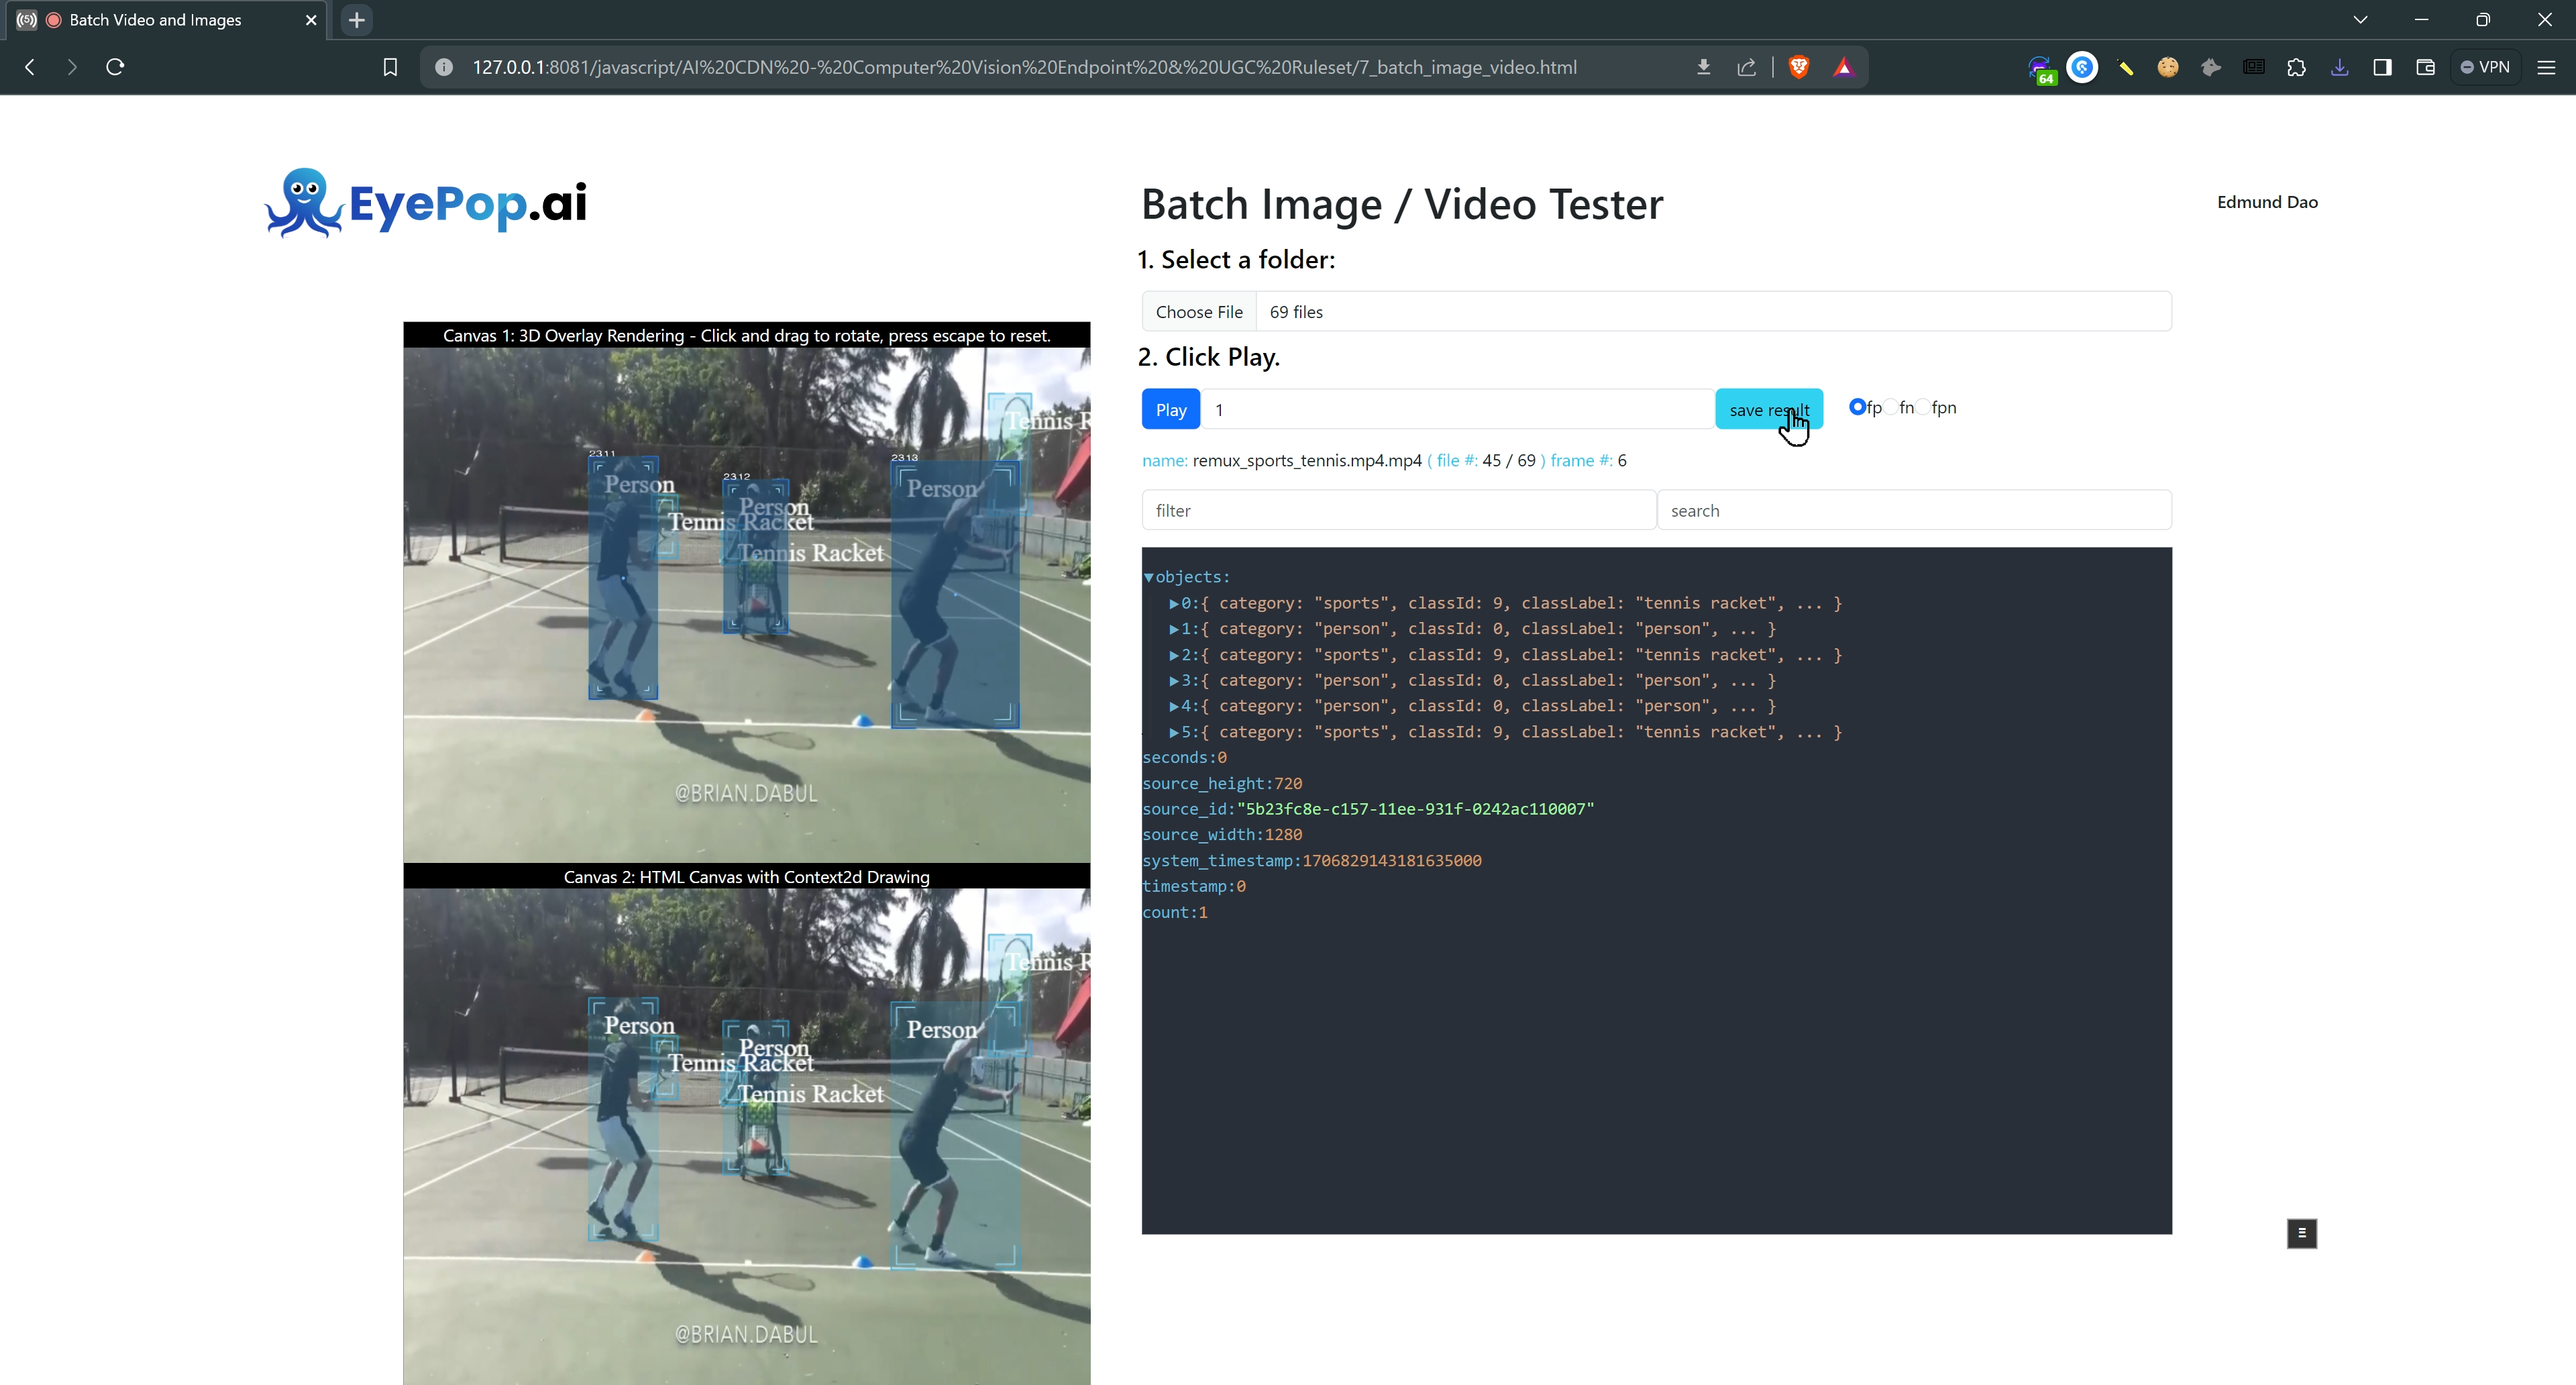 Batch Video and Images
127.0.0.1:8081/javascript/AI%20CDN%20-%20Computer%20Vision%20Endpoint%20&%20UGC%20Ruleset/7_batch_image_video.html
64
VPN
EyePop.ai
Batch Image / Video Tester
Edmund Dao
1. Select a folder:
Choose File 69 files
2. Click Play.
Play 1 save result fp fn fpn
name: remux_sports_tennis.mp4.mp4 ( file #: 45 / 69 ) frame #: 6
filter search
▼objects:
▶0:{ category: "sports", classId: 9, classLabel: "tennis racket", ... }
▶1:{ category: "person", classId: 0, classLabel: "person", ... }
▶2:{ category: "sports", classId: 9, classLabel: "tennis racket", ... }
▶3:{ category: "person", classId: 0, classLabel: "person", ... }
▶4:{ category: "person", classId: 0, classLabel: "person", ... }
▶5:{ category: "sports", classId: 9, classLabel: "tennis racket", ... }
seconds:0
source_height:720
source_id:"5b23fc8e-c157-11ee-931f-0242ac110007"
source_width:1280
system_timestamp:1706829143181635000
timestamp:0
count:1
Canvas 1: 3D Overlay Rendering - Click and drag to rotate, press escape to reset.
Tennis R
2311
2312
2313
Person
Person
Person
Tennis Racket
Tennis Racket
@BRIAN.DABUL
Canvas 2: HTML Canvas with Context2d Drawing
Tennis R
Person
Person
Person
Tennis Racket
Tennis Racket
@BRIAN.DABUL